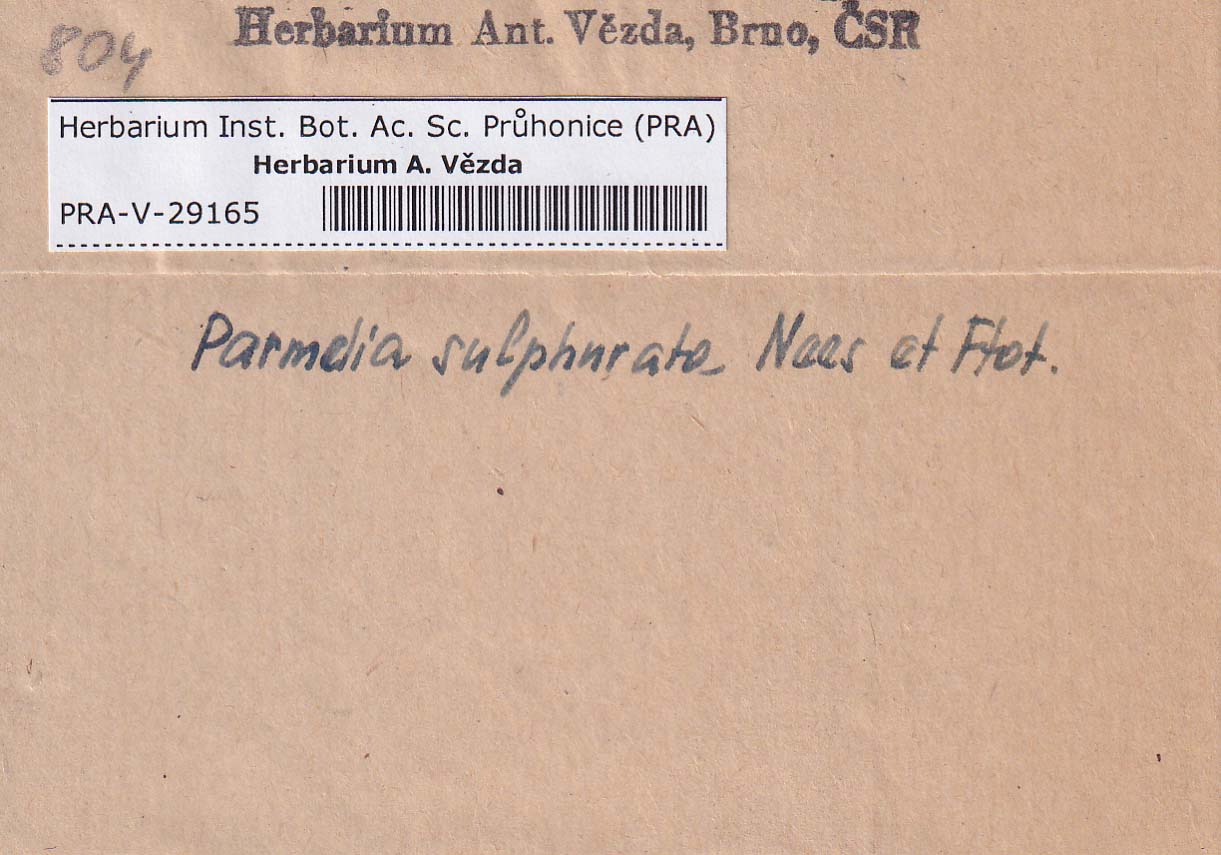 Herbarium Ant. Vězda, Brno, ČSR
804
Herbarium Inst. Bot. Ac. Sc. Průhonice (PRA)
Herbarium A. Vězda
PRA-V-29165
Parmelia sulphurata Nees et Flot.